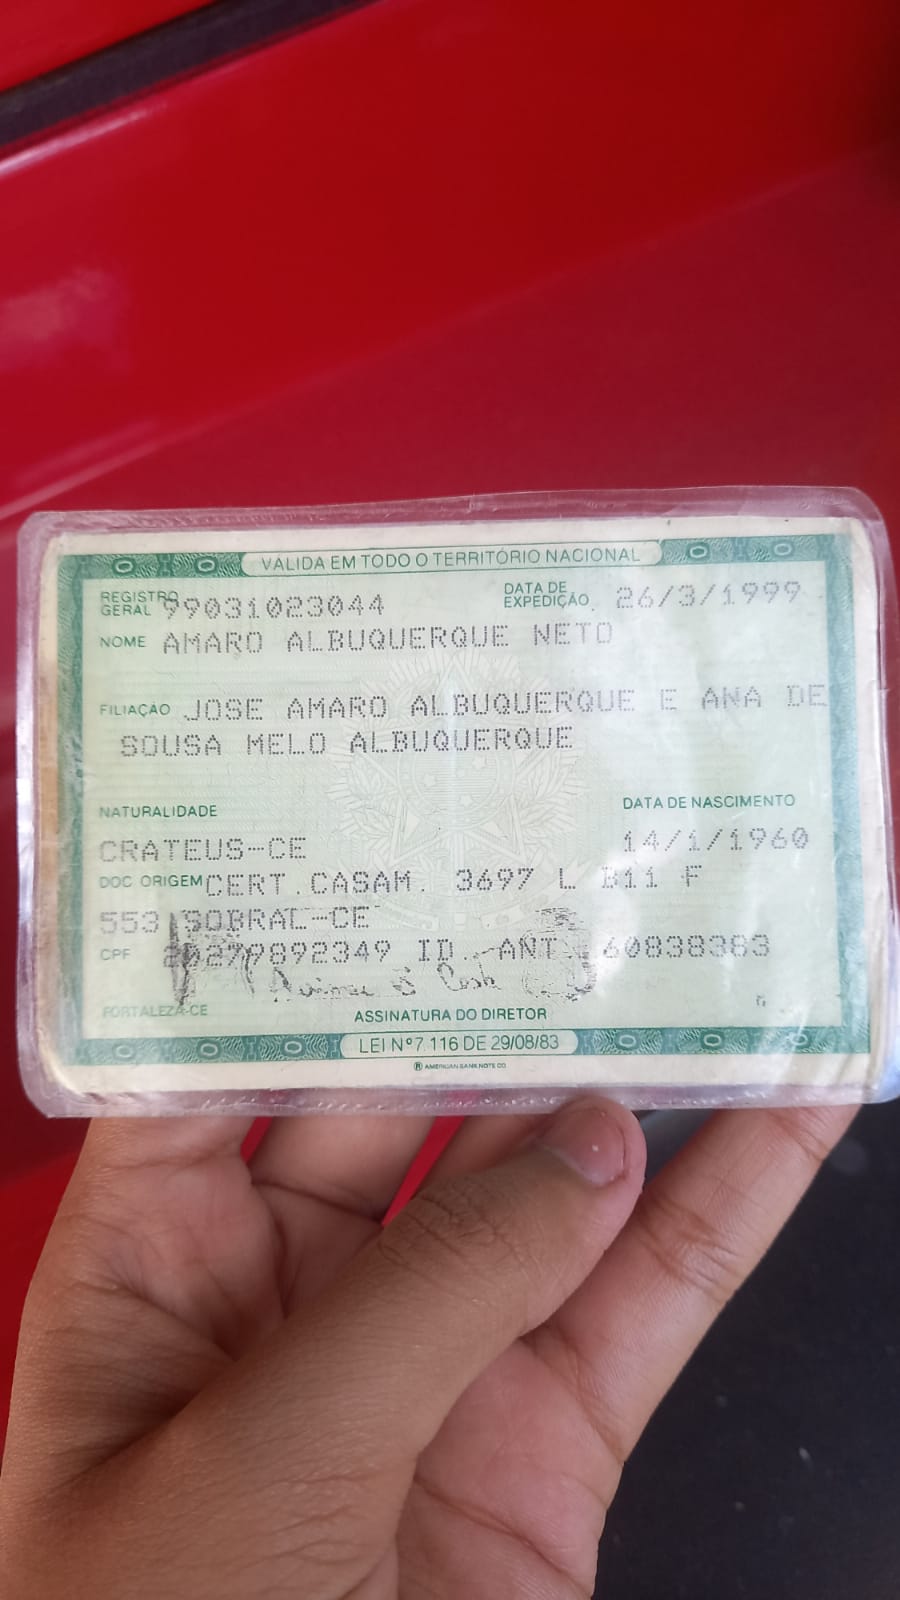 VALIDA EM TODO O TERRITÓRIO NACIONAL
REGISTRO GERAL 99031023044 DATA DE EXPEDIÇÃO 26/3/1999
NOME AMARO ALBUQUERQUE NETO
FILIAÇÃO JOSE AMARO ALBUQUERQUE E ANA DE
SOUSA MELO ALBUQUERQUE
NATURALIDADE DATA DE NASCIMENTO
CRATEUS-CE 14/1/1960
DOC ORIGEM CERT.CASAM. 3697 L B11 F
553 SOBRAL-CE
CPF ID. ANT. 60838383
FORTALEZA-CE ASSINATURA DO DIRETOR
LEI Nº 7.116 DE 29/08/83
AMERICAN BANK NOTE CO